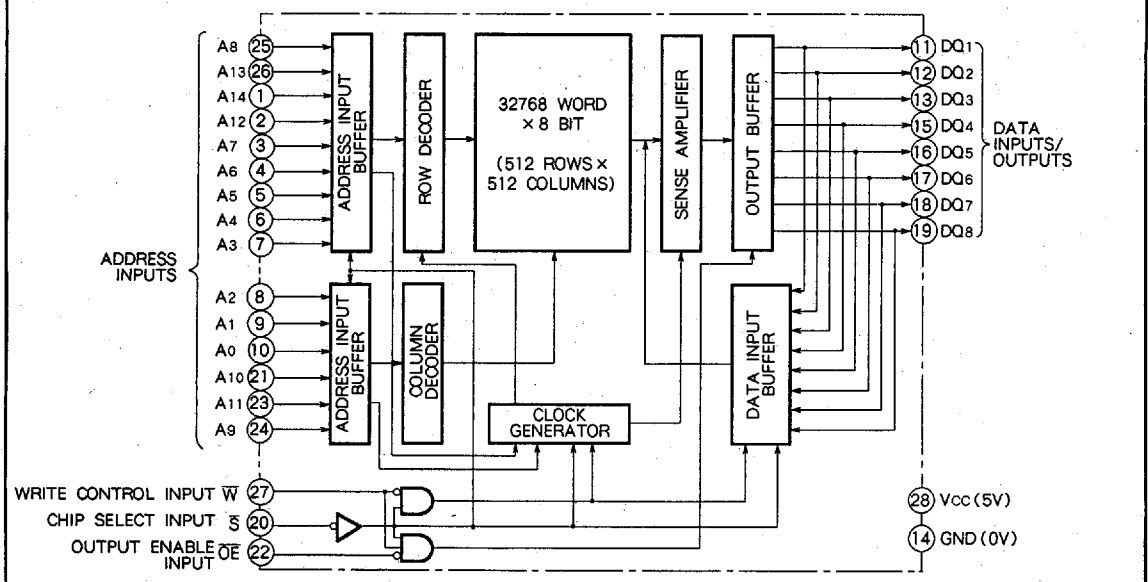 ADDRESS
INPUTS
A8 25
A13 26
A14 1
A12 2
A7 3
A6 4
A5 5
A4 6
A3 7
A2 8
A1 9
A0 10
A10 21
A11 23
A9 24
ADDRESS INPUT
BUFFER
ROW DECODER
32768 WORD
× 8 BIT
(512 ROWS ×
512 COLUMNS)
SENSE AMPLIFIER
OUTPUT BUFFER
11 DQ1
12 DQ2
13 DQ3
15 DQ4
16 DQ5
17 DQ6
18 DQ7
19 DQ8
DATA
INPUTS/
OUTPUTS
ADDRESS INPUT
BUFFER
COLUMN
DECODER
CLOCK
GENERATOR
DATA INPUT
BUFFER
WRITE CONTROL INPUT W̅ 27
CHIP SELECT INPUT S̅ 20
OUTPUT ENABLE
INPUT O̅E̅ 22
28 VCC (5V)
14 GND (0V)